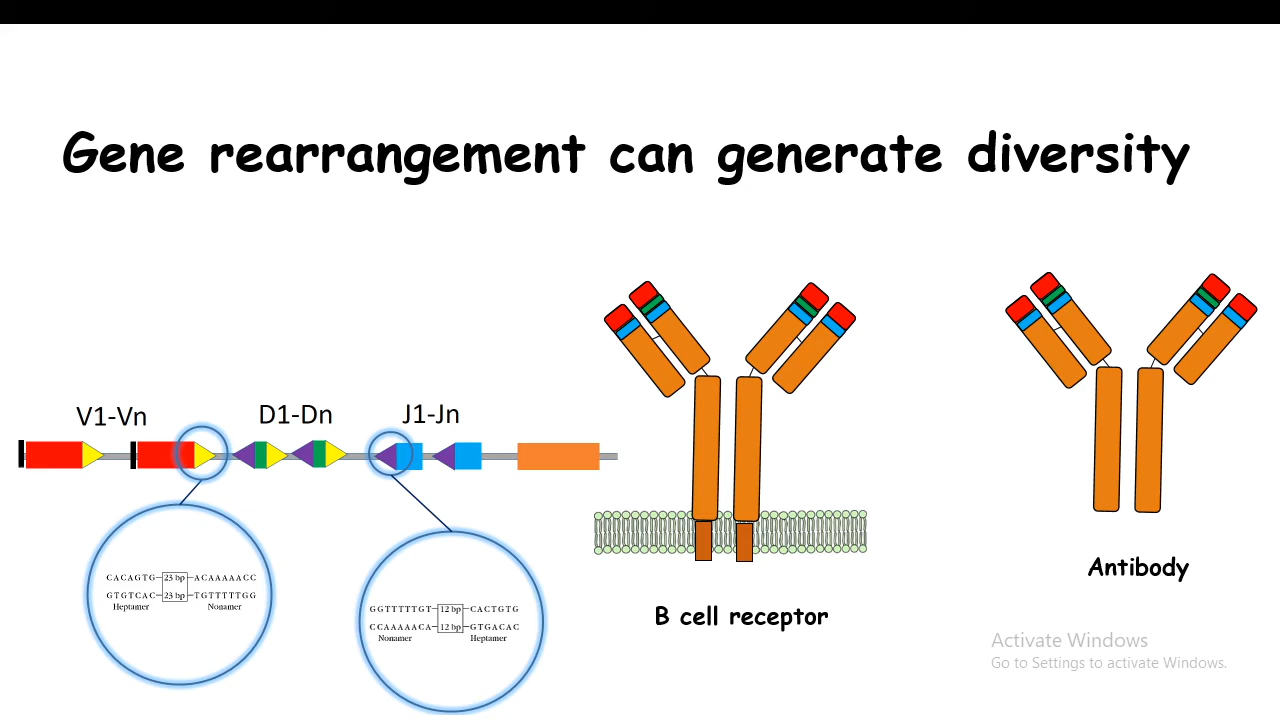 Gene rearrangement can generate diversity
V1-Vn
D1-Dn
J1-Jn
CACAGTG 23 bp ACAAAAACC
GTGTCAC 23 bp TGTTTTTGG
Heptamer Nonamer
GGTTTTTGT 12 bp CACTGTG
CCAAAAACA 12 bp GTGACAC
Nonamer Heptamer
B cell receptor
Antibody
Activate Windows
Go to Settings to activate Windows.